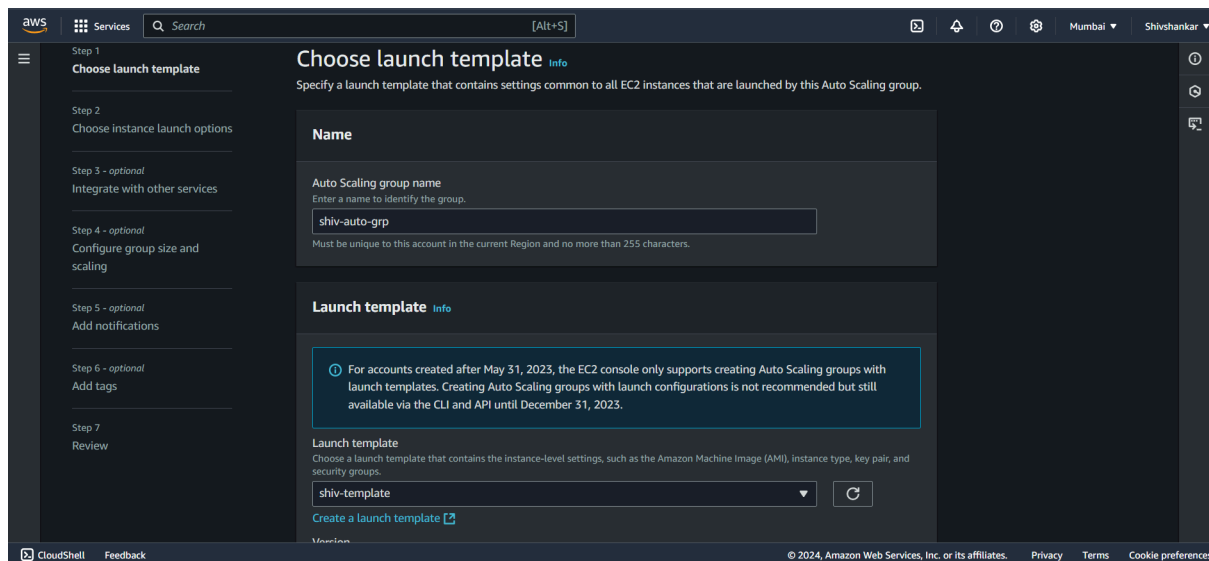 aws
Services
Search
[Alt+S]
Mumbai
Shivshankar
Step 1
Choose launch template
Step 2
Choose instance launch options
Step 3 - optional
Integrate with other services
Step 4 - optional
Configure group size and
scaling
Step 5 - optional
Add notifications
Step 6 - optional
Add tags
Step 7
Review
Choose launch template Info
Specify a launch template that contains settings common to all EC2 instances that are launched by this Auto Scaling group.
Name
Auto Scaling group name
Enter a name to identify the group.
shiv-auto-grp
Must be unique to this account in the current Region and no more than 255 characters.
Launch template Info
For accounts created after May 31, 2023, the EC2 console only supports creating Auto Scaling groups with
launch templates. Creating Auto Scaling groups with launch configurations is not recommended but still
available via the CLI and API until December 31, 2023.
Launch template
Choose a launch template that contains the instance-level settings, such as the Amazon Machine Image (AMI), instance type, key pair, and
security groups.
shiv-template
Create a launch template
Version
CloudShell
Feedback
© 2024, Amazon Web Services, Inc. or its affiliates.
Privacy
Terms
Cookie preferences